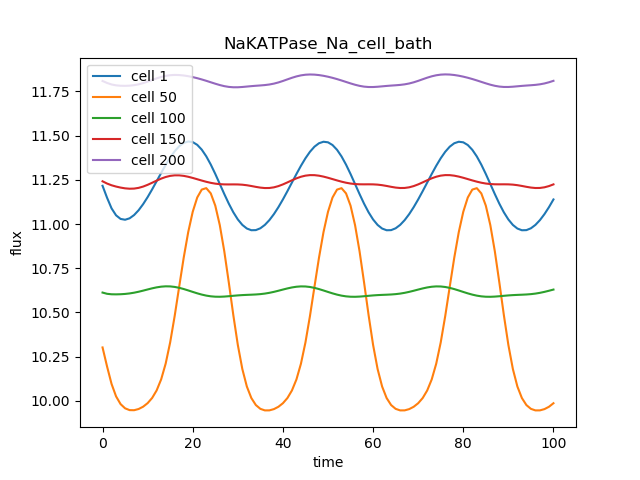 NaKATPase_Na_cell_bath
cell 1
cell 50
cell 100
cell 150
cell 200
11.75
11.50
11.25
11.00
10.75
10.50
10.25
10.00
flux
0
20
40
60
80
100
time